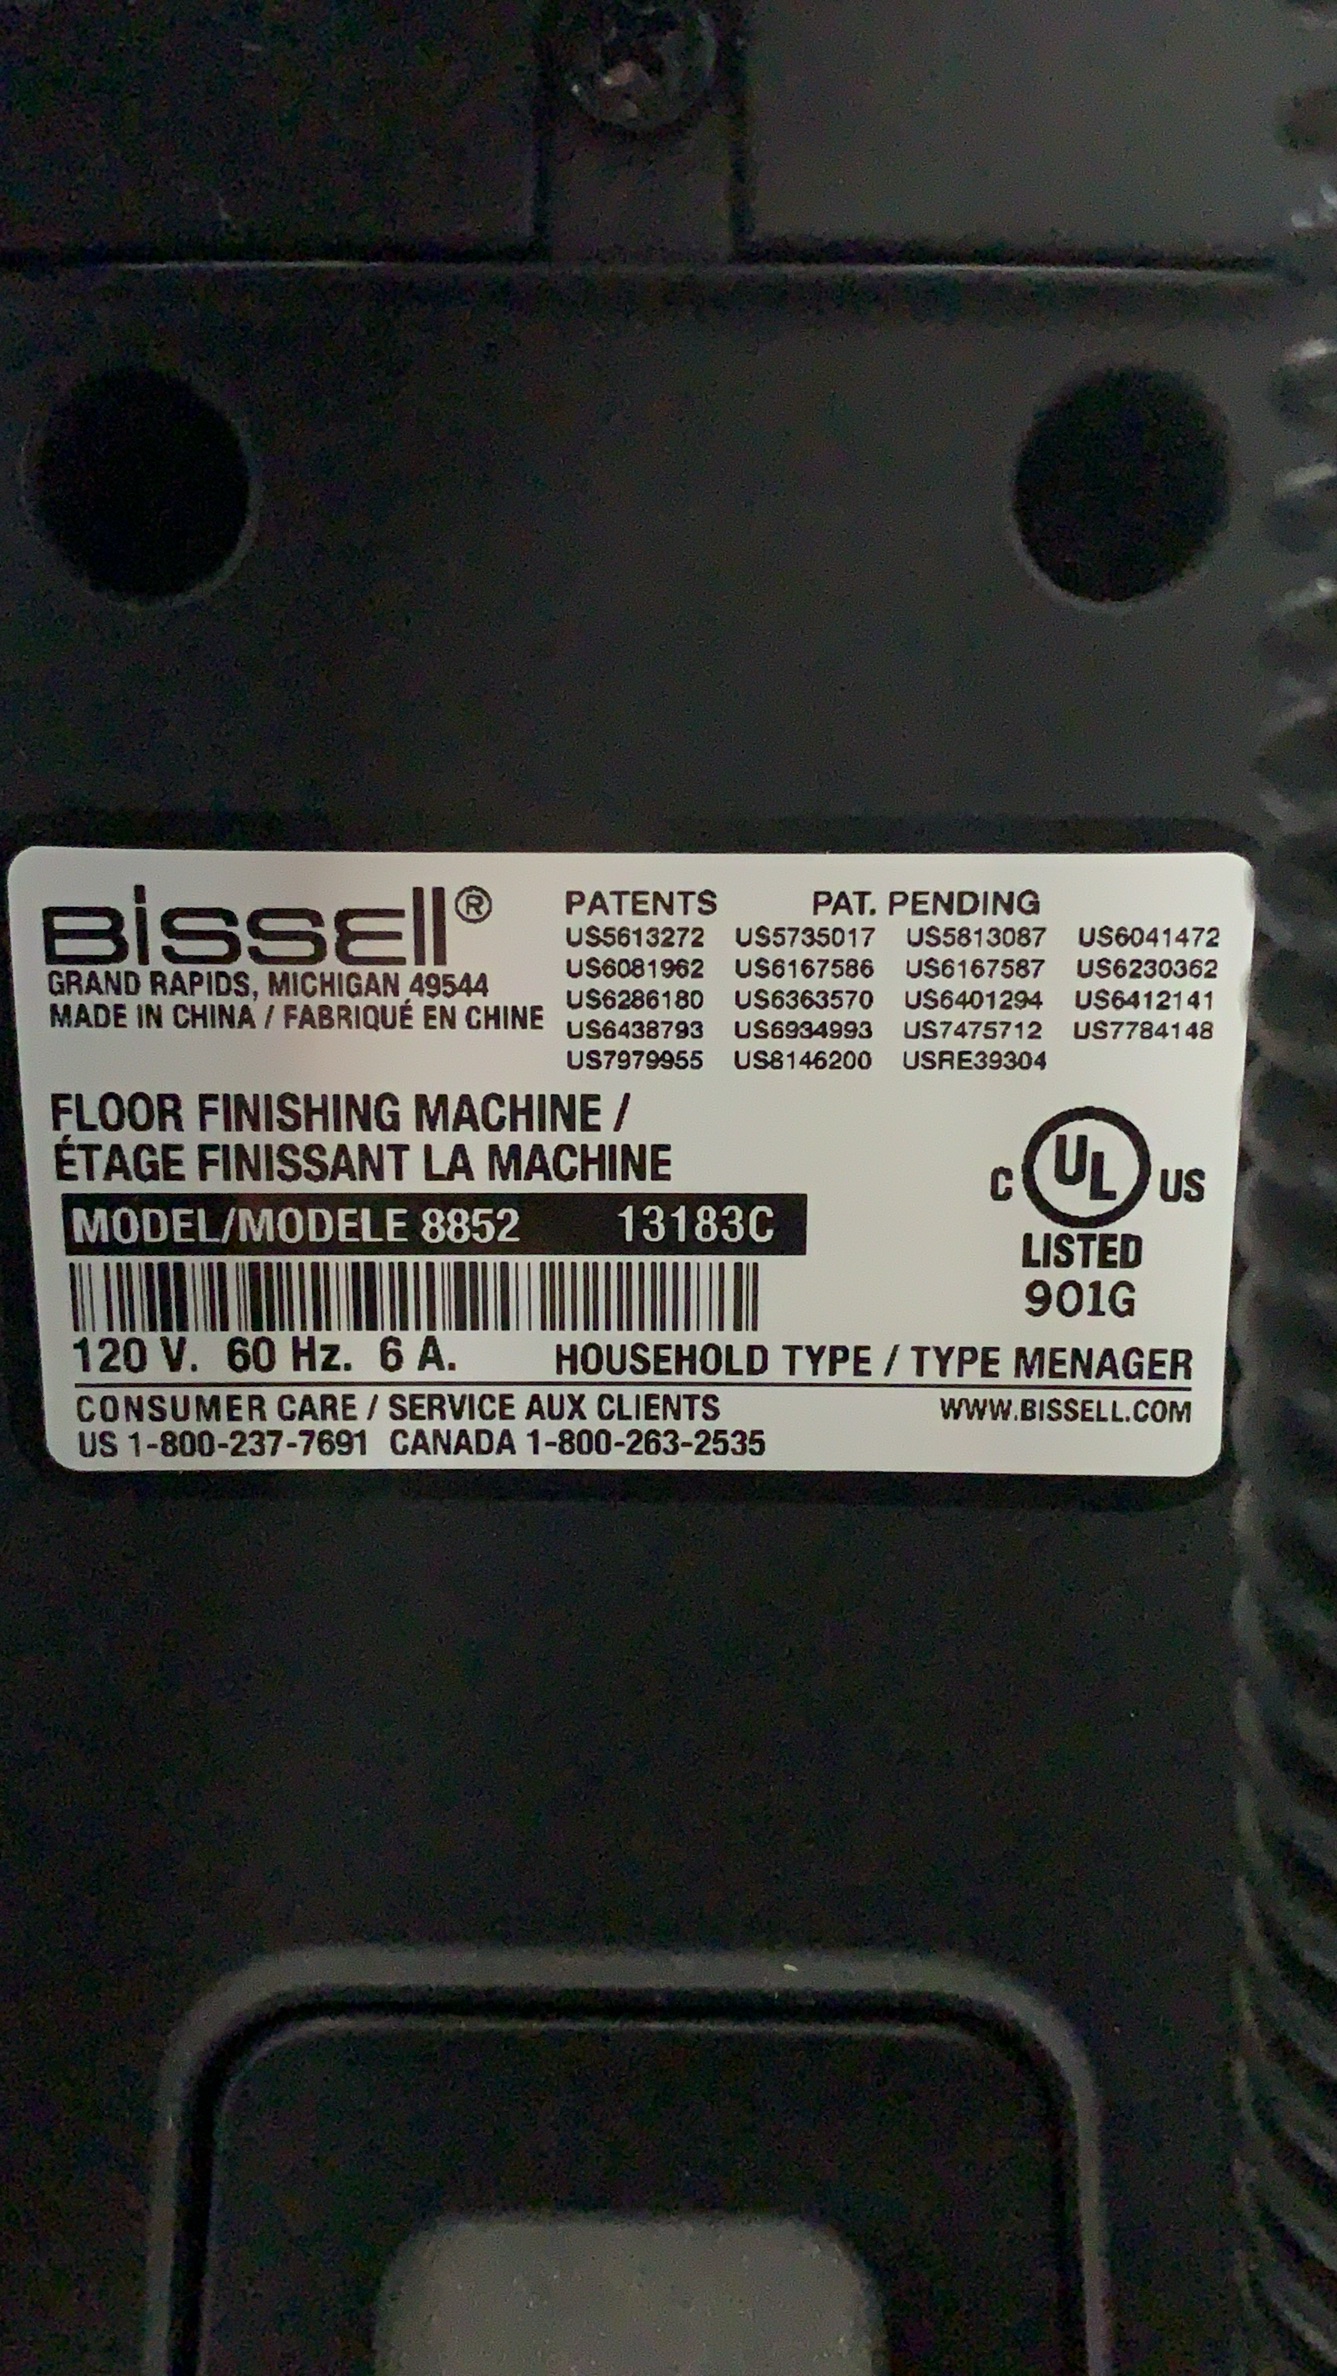 BISSELL®
GRAND RAPIDS, MICHIGAN 49544
MADE IN CHINA / FABRIQUÉ EN CHINE
PATENTS PAT. PENDING
US5613272 US5735017 US5813087 US6041472
US6081962 US6167586 US6167587 US6230362
US6286180 US6363570 US6401294 US6412141
US6438793 US6934993 US7475712 US7784148
US7979955 US8146200 USRE39304
FLOOR FINISHING MACHINE /
ÉTAGE FINISSANT LA MACHINE
MODEL/MODELE 8852 13183C
C UL US
LISTED
901G
120 V. 60 Hz. 6 A. HOUSEHOLD TYPE / TYPE MENAGER
CONSUMER CARE / SERVICE AUX CLIENTS WWW.BISSELL.COM
US 1-800-237-7691 CANADA 1-800-263-2535